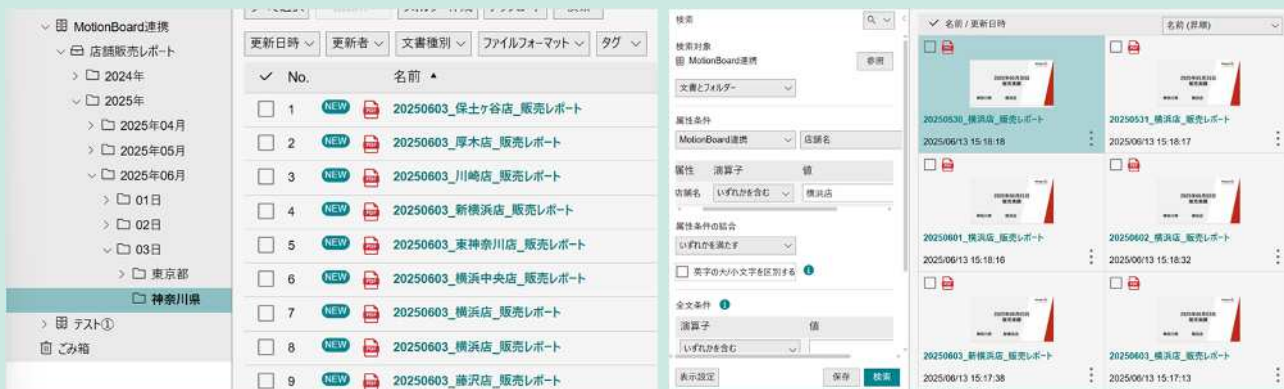 MotionBoard連携
店舗販売レポート
2024年
2025年
2025年04月
2025年05月
2025年06月
01日
02日
03日
東京都
神奈川県
テスト①
ごみ箱
更新日時 更新者 文書種別 ファイルフォーマット タグ
No. 名前 ▲
1 NEW PDF 20250603_保土ヶ谷店_販売レポート
2 NEW PDF 20250603_厚木店_販売レポート
3 NEW PDF 20250603_川崎店_販売レポート
4 NEW PDF 20250603_新横浜店_販売レポート
5 NEW PDF 20250603_東神奈川店_販売レポート
6 NEW PDF 20250603_横浜中央店_販売レポート
7 NEW PDF 20250603_横浜店_販売レポート
8 NEW PDF 20250603_横浜店_販売レポート
9 NEW PDF 20250603_藤沢店_販売レポート
検索
検索対象
MotionBoard連携 参照
文書とフォルダー
属性条件
MotionBoard連携 店舗名
属性 演算子 値
店舗名 いずれかを含む 横浜店
属性条件の結合
いずれかを満たす
英字の大/小文字を区別する
全文条件
演算子 値
いずれかを含む
表示設定 保存 検索
名前 / 更新日時 名前 (昇順)
20250530_横浜店_販売レポート 20250531_横浜店_販売レポート
2025/06/13 15:18:18 2025/06/13 15:18:17
20250601_横浜店_販売レポート 20250602_横浜店_販売レポート
2025/06/13 15:18:16 2025/06/13 15:18:32
20250603_新横浜店_販売レポート 20250603_横浜店_販売レポート
2025/06/13 15:17:38 2025/06/13 15:17:13